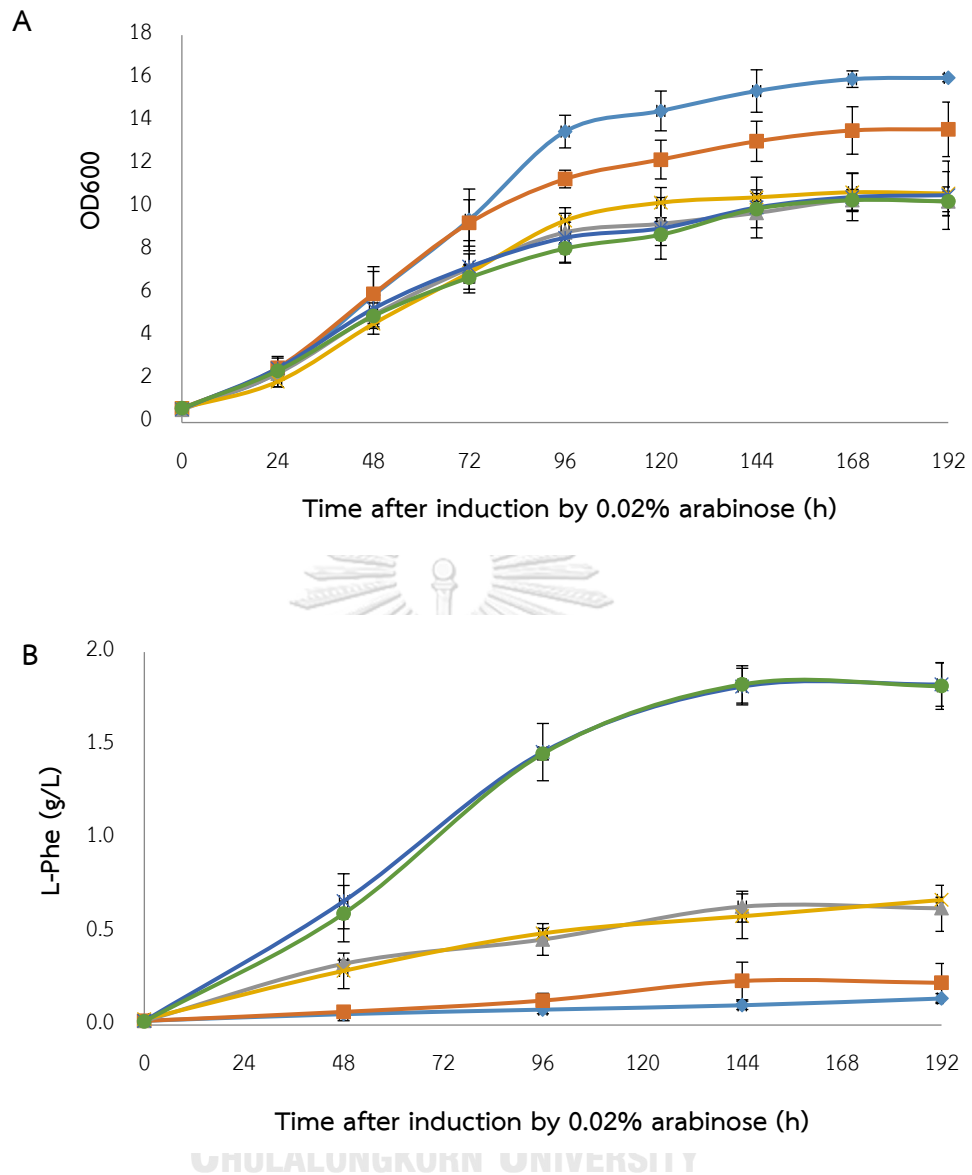 A
18
16
14
12
10
8
6
4
2
0
OD600
0 24 48 72 96 120 144 168 192
Time after induction by 0.02% arabinose (h)
B
2.0
1.5
1.0
0.5
0.0
L-Phe (g/L)
0 24 48 72 96 120 144 168 192
Time after induction by 0.02% arabinose (h)
CHULALONGKORN UNIVERSITY